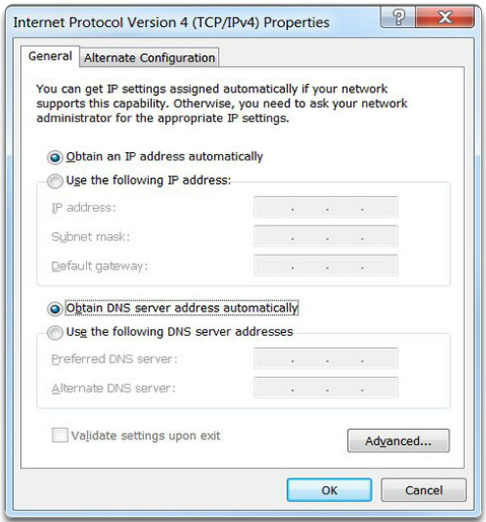 Internet Protocol Version 4 (TCP/IPv4) Properties
General
Alternate Configuration
You can get IP settings assigned automatically if your network
supports this capability. Otherwise, you need to ask your network
administrator for the appropriate IP settings.
Obtain an IP address automatically
Use the following IP address:
IP address:
Subnet mask:
Default gateway:
Obtain DNS server address automatically
Use the following DNS server addresses
Preferred DNS server:
Alternate DNS server:
Validate settings upon exit
Advanced...
OK
Cancel